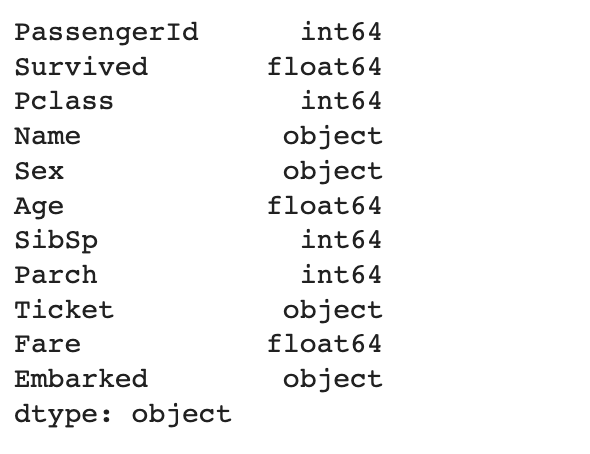 PassengerId      int64
Survived       float64
Pclass           int64
Name            object
Sex             object
Age            float64
SibSp            int64
Parch            int64
Ticket          object
Fare           float64
Embarked        object
dtype: object